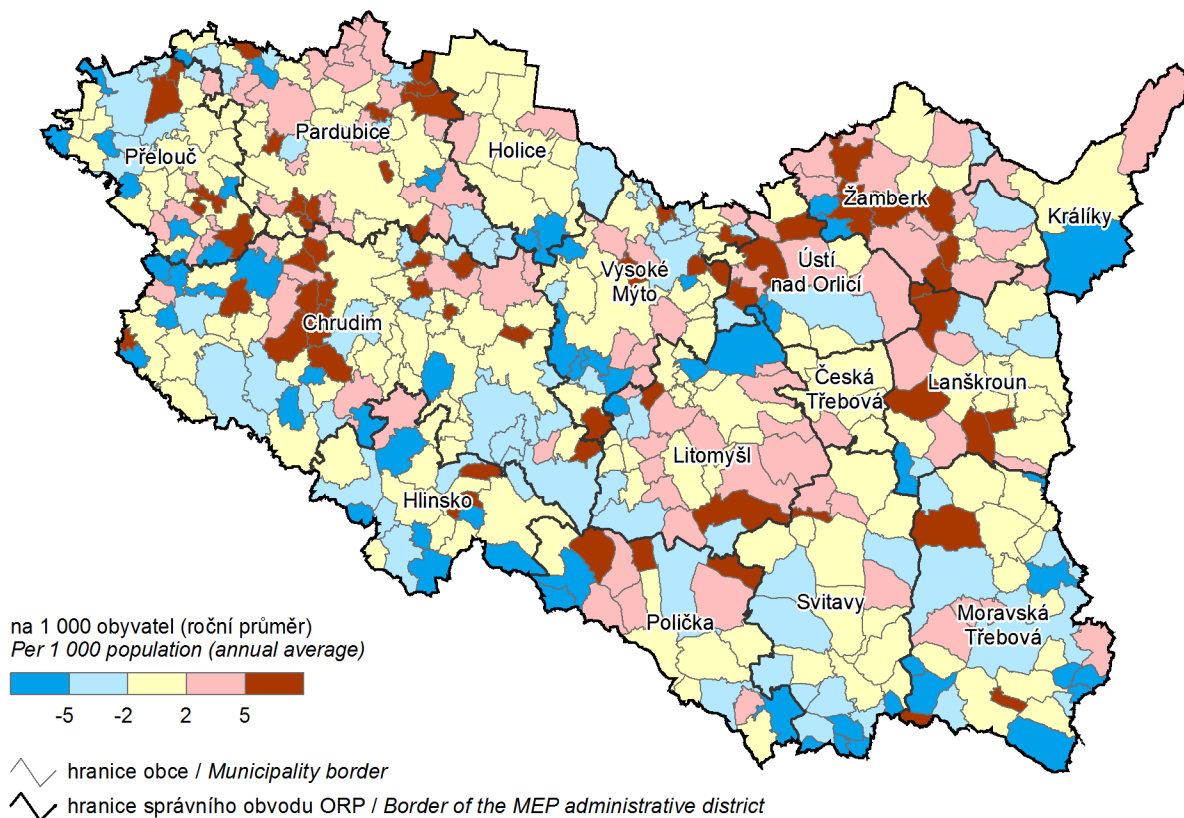 Pardubice
Přelouč
Holice
Žamberk
Králíky
Ústí
nad Orlicí
Vysoké
Mýto
Chrudim
Česká
Třebová
Lanškroun
Litomyšl
Hlinsko
Svitavy
Polička
Moravská
Třebová
na 1 000 obyvatel (roční průměr)
Per 1 000 population (annual average)
-5 -2 2 5
hranice obce / Municipality border
hranice správního obvodu ORP / Border of the MEP administrative district